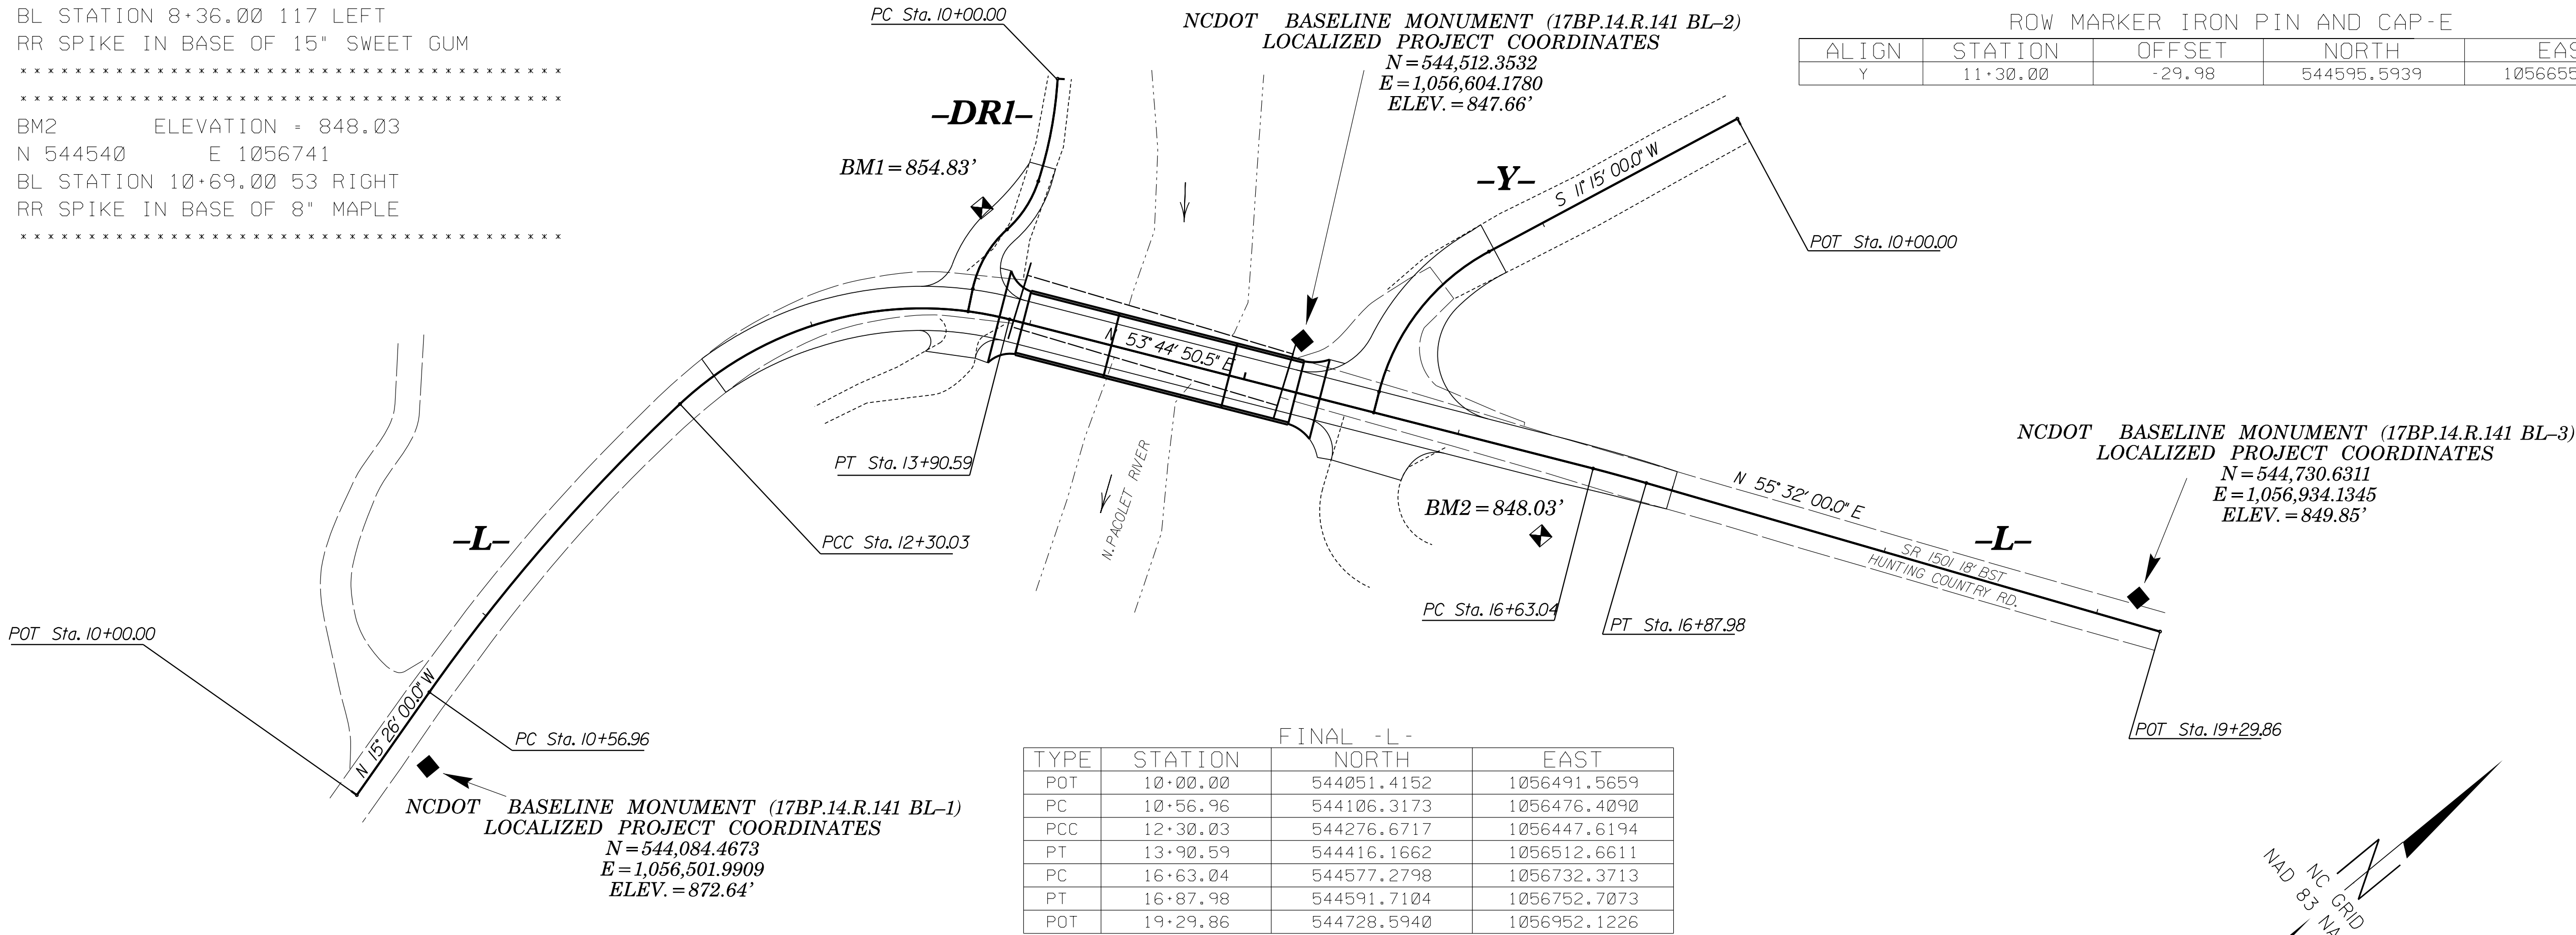 BL STATION 8+36.00 117 LEFT
RR SPIKE IN BASE OF 15" SWEET GUM
* * * * * * * * * * * * * * * * * * * * * * * * * * * * * * * * * * * * * * * *
* * * * * * * * * * * * * * * * * * * * * * * * * * * * * * * * * * * * * * * *
BM2 ELEVATION = 848.03
N 544540 E 1056741
BL STATION 10+69.00 53 RIGHT
RR SPIKE IN BASE OF 8" MAPLE
* * * * * * * * * * * * * * * * * * * * * * * * * * * * * * * * * * * * * * * *
PC Sta. 10+00.00
–DR1–
BM1=854.83'
NCDOT BASELINE MONUMENT (17BP.14.R.141 BL–2)
LOCALIZED PROJECT COORDINATES
N=544,512.3532
E=1,056,604.1780
ELEV.=847.66'
ROW MARKER IRON PIN AND CAP-E
ALIGN STATION OFFSET NORTH EAS
Y 11+30.00 -29.98 544595.5939 1056655
–Y–
S 11° 15' 00.0" W
POT Sta. 10+00.00
N 53° 44' 50.5" E
PT Sta. 13+90.59
N.PACOLET RIVER
PCC Sta. 12+30.03
–L–
POT Sta. 10+00.00
N 15° 26' 00.0" W
PC Sta. 10+56.96
NCDOT BASELINE MONUMENT (17BP.14.R.141 BL–1)
LOCALIZED PROJECT COORDINATES
N=544,084.4673
E=1,056,501.9909
ELEV.=872.64'
BM2=848.03'
PC Sta. 16+63.04
PT Sta. 16+87.98
N 55° 32' 00.0" E
–L–
SR 1501 18' BST
HUNTING COUNTRY RD.
NCDOT BASELINE MONUMENT (17BP.14.R.141 BL–3)
LOCALIZED PROJECT COORDINATES
N=544,730.6311
E=1,056,934.1345
ELEV.=849.85'
POT Sta. 19+29.86
FINAL -L-
TYPE STATION NORTH EAST
POT 10+00.00 544051.4152 1056491.5659
PC 10+56.96 544106.3173 1056476.4090
PCC 12+30.03 544276.6717 1056447.6194
PT 13+90.59 544416.1662 1056512.6611
PC 16+63.04 544577.2798 1056732.3713
PT 16+87.98 544591.7104 1056752.7073
POT 19+29.86 544728.5940 1056952.1226
NC GRID
NAD 83 NA